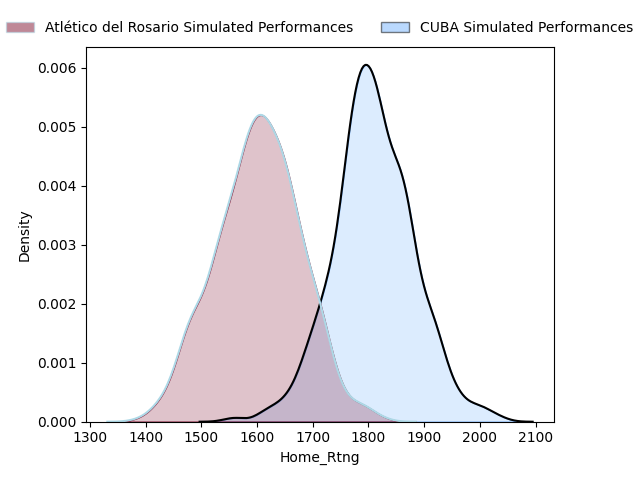 Atlético del Rosario Simulated Performances CUBA Simulated Performances
0.006
0.005
0.004
0.003
0.002
0.001
0.000
Density
1300 1400 1500 1600 1700 1800 1900 2000 2100
Home_Rtng